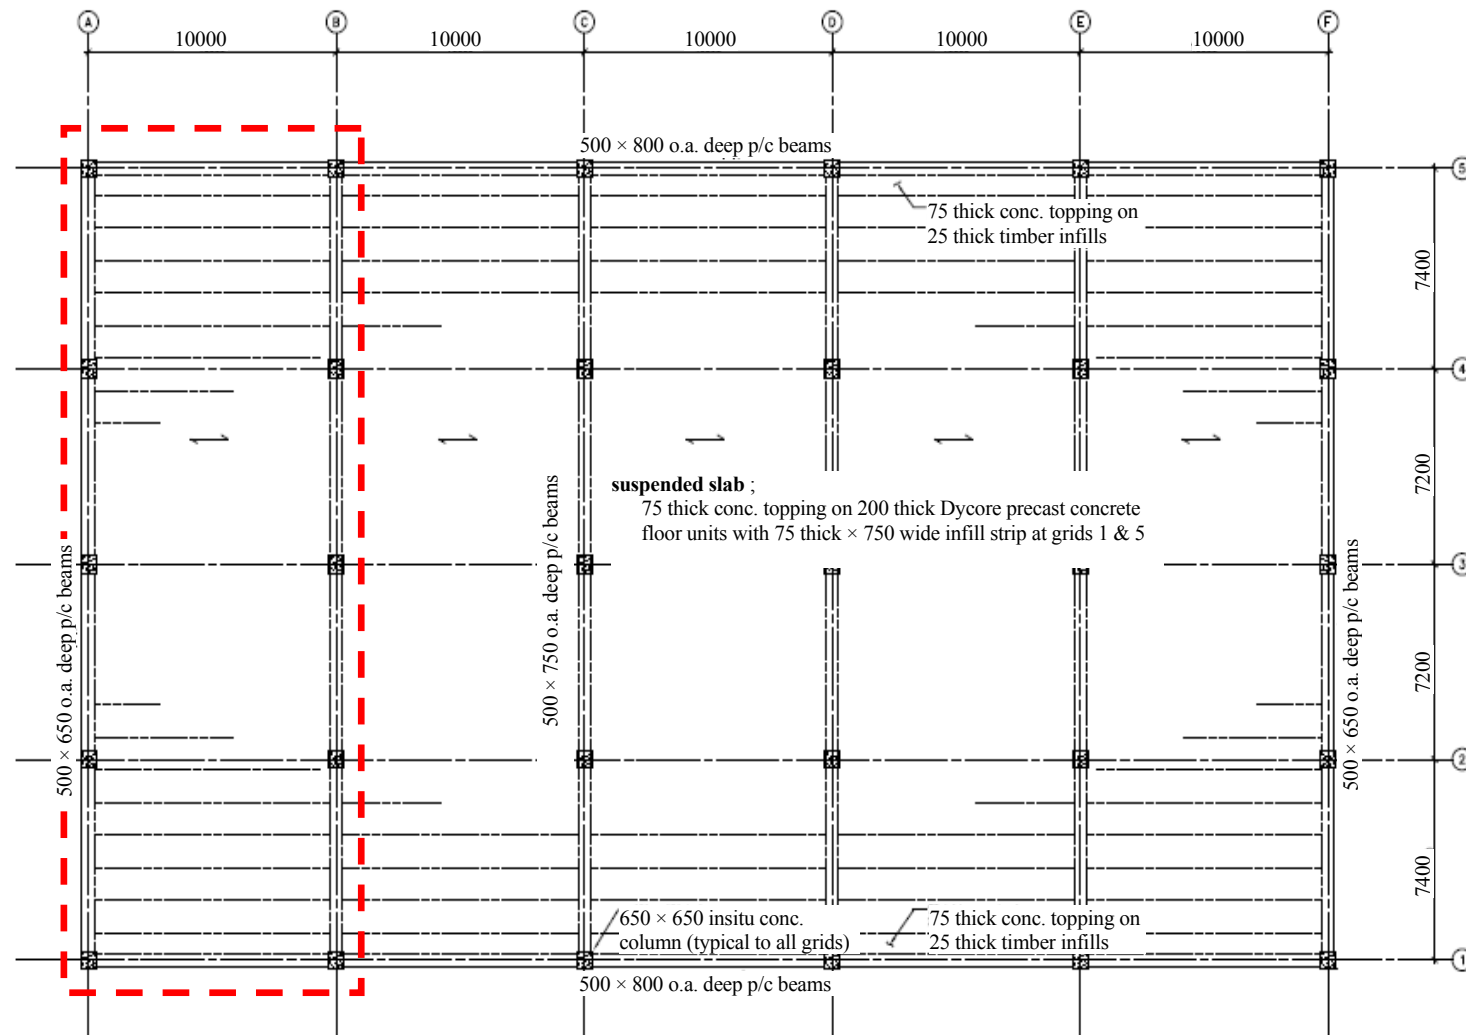 A B C D E F
10000 10000 10000 10000 10000
500 × 800 o.a. deep p/c beams
5
75 thick conc. topping on
25 thick timber infills
7400
4
suspended slab ;
75 thick conc. topping on 200 thick Dycore precast concrete
floor units with 75 thick × 750 wide infill strip at grids 1 & 5
7200
500 × 650 o.a. deep p/c beams
500 × 750 o.a. deep p/c beams
500 × 650 o.a. deep p/c beams
3
7200
2
7400
650 × 650 insitu conc.
column (typical to all grids)
75 thick conc. topping on
25 thick timber infills
1
500 × 800 o.a. deep p/c beams